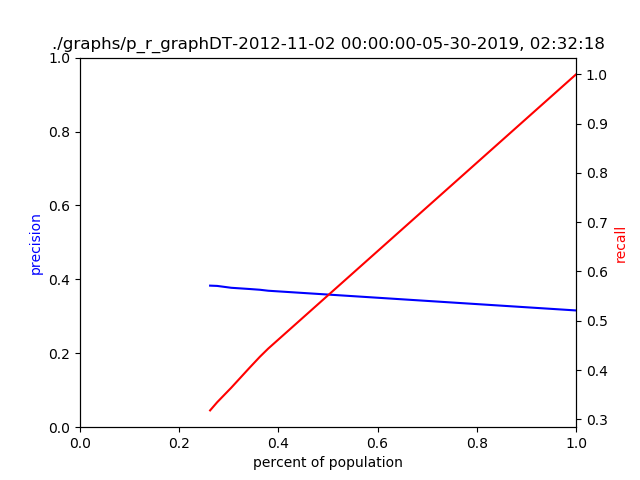 ./graphs/p_r_graphDT-2012-11-02 00:00:00-05-30-2019, 02:32:18
precision
1.0
0.8
0.6
0.4
0.2
0.0
0.0 0.2 0.4 0.6 0.8 1.0
percent of population
1.0
0.9
0.8
0.7
0.6
0.5
0.4
0.3
recall